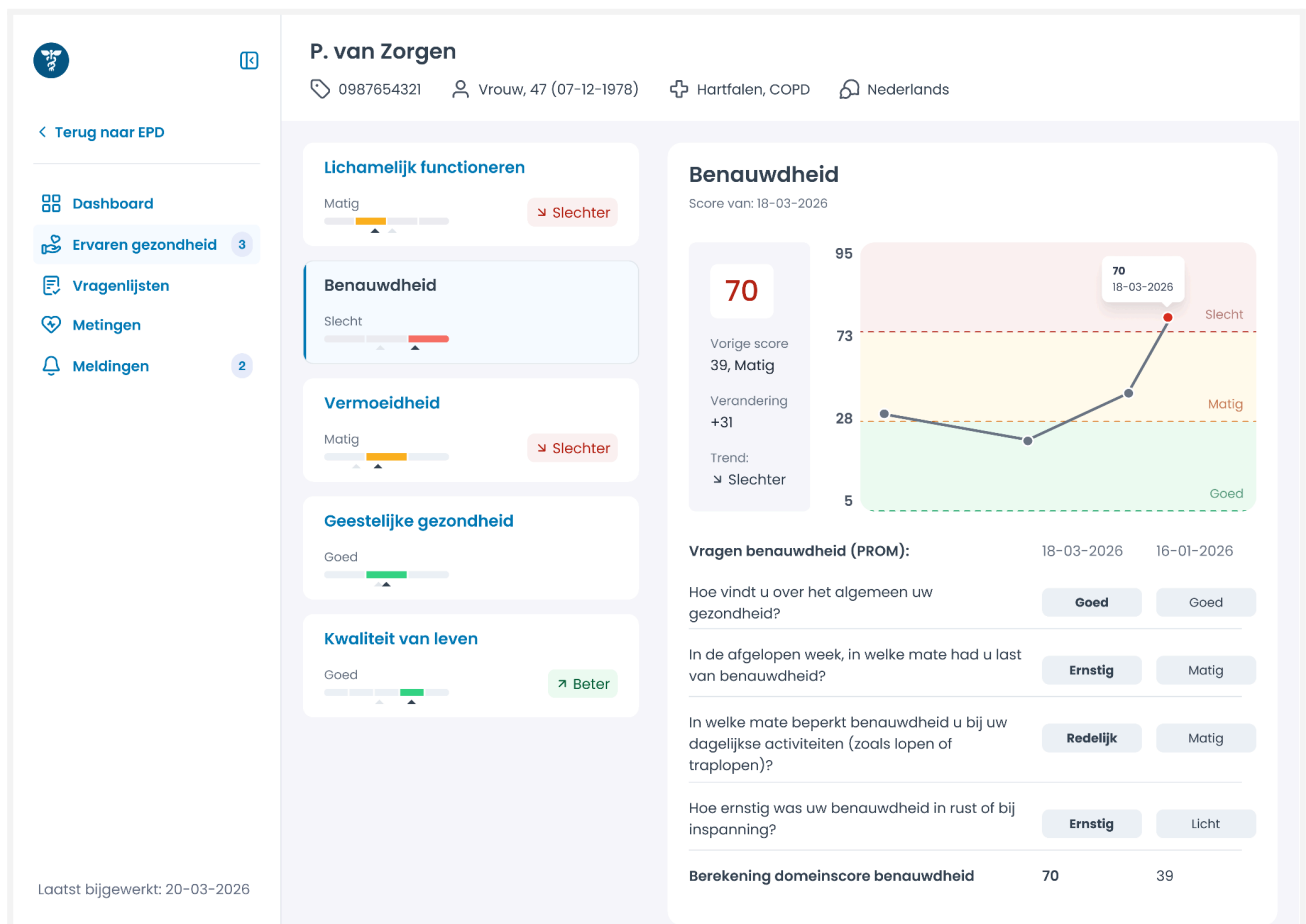 P. van Zorgen
0987654321
Vrouw, 47 (07-12-1978)
Hartfalen, COPD
Nederlands
Terug naar EPD
Dashboard
Ervaren gezondheid 3
Vragenlijsten
Metingen
Meldingen 2
Laatst bijgewerkt: 20-03-2026
Lichamelijk functioneren
Matig
Slechter
Benauwdheid
Slecht
Vermoeidheid
Matig
Slechter
Geestelijke gezondheid
Goed
Kwaliteit van leven
Goed
Beter
Benauwdheid
Score van: 18-03-2026
70
Vorige score
39, Matig
Verandering
+31
Trend:
Slechter
95
73
28
5
70
18-03-2026
Slecht
Matig
Goed
Vragen benauwdheid (PROM): 18-03-2026 16-01-2026
Hoe vindt u over het algemeen uw
gezondheid?
Goed Goed
In de afgelopen week, in welke mate had u last
van benauwdheid?
Ernstig Matig
In welke mate beperkt benauwdheid u bij uw
dagelijkse activiteiten (zoals lopen of
traplopen)?
Redelijk Matig
Hoe ernstig was uw benauwdheid in rust of bij
inspanning?
Ernstig Licht
Berekening domeinscore benauwdheid 70 39